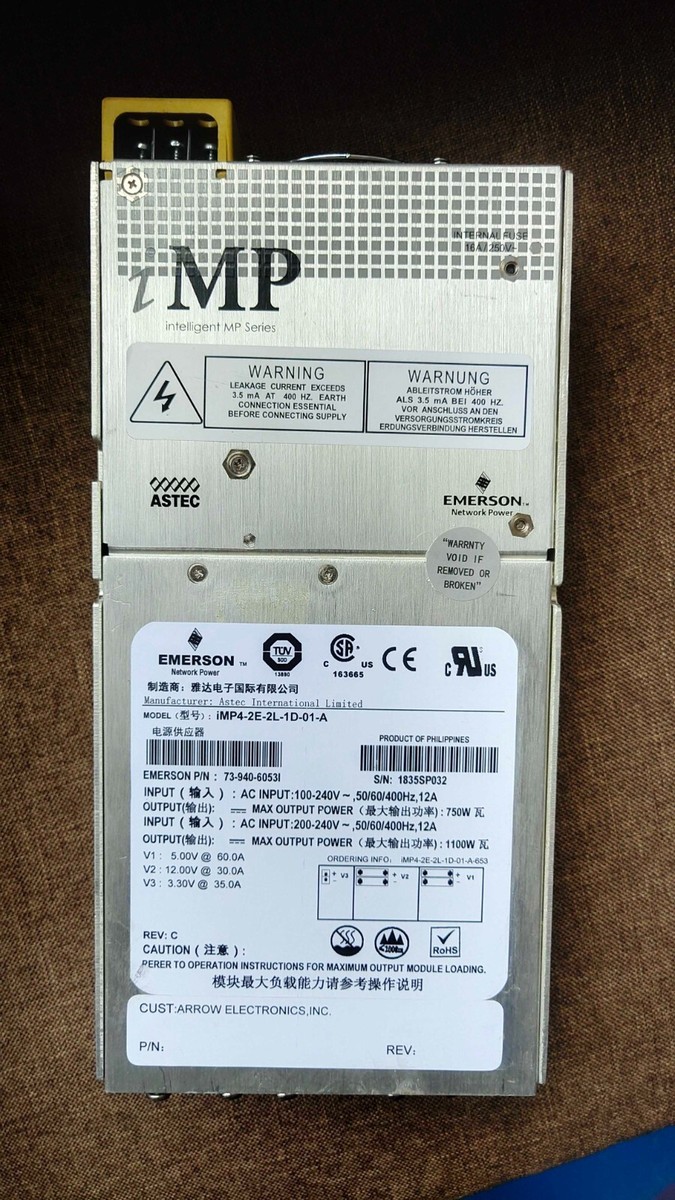 INTERNAL FUSE
16A/250V~
iMP
intelligent MP Series
WARNING
LEAKAGE CURRENT EXCEEDS
3.5 mA AT 400 HZ. EARTH
CONNECTION ESSENTIAL
BEFORE CONNECTING SUPPLY
WARNUNG
ABLEITSTROM HÖHER
ALS 3.5 mA BEI 400 HZ.
VOR ANSCHLUSS AN DEN
VERSORGUNGSSTROMKREIS
ERDUNGSVERBINDUNG HERSTELLEN
ASTEC
EMERSON™
Network Power
"WARRNTY
VOID IF
REMOVED OR
BROKEN"
EMERSON™
Network Power
TÜV
13890
SA
C US
163665
CE
c RU US
制造商：雅达电子国际有限公司
Manufacturer: Astec International Limited
MODEL (型号)：iMP4-2E-2L-1D-01-A
电源供应器
PRODUCT OF PHILIPPINES
EMERSON P/N： 73-940-6053I
S/N: 1835SP032
INPUT (输入)：AC INPUT:100-240V~,50/60/400Hz,12A
OUTPUT(输出): MAX OUTPUT POWER (最大输出功率) : 750W 瓦
INPUT (输入)：AC INPUT:200-240V~,50/60/400Hz,12A
OUTPUT(输出): MAX OUTPUT POWER (最大输出功率) : 1100W 瓦
V1 : 5.00V @ 60.0A
V2 : 12.00V @ 30.0A
V3 : 3.30V @ 35.0A
ORDERING INFO: iMP4-2E-2L-1D-01-A-653
+ V3 -
+ V2 -
+ V1 -
REV: C
RoHS
CAUTION (注意)：
PERER TO OPERATION INSTRUCTIONS FOR MAXIMUM OUTPUT MODULE LOADING.
模块最大负载能力请参考操作说明
CUST:ARROW ELECTRONICS,INC.
P/N:
REV: